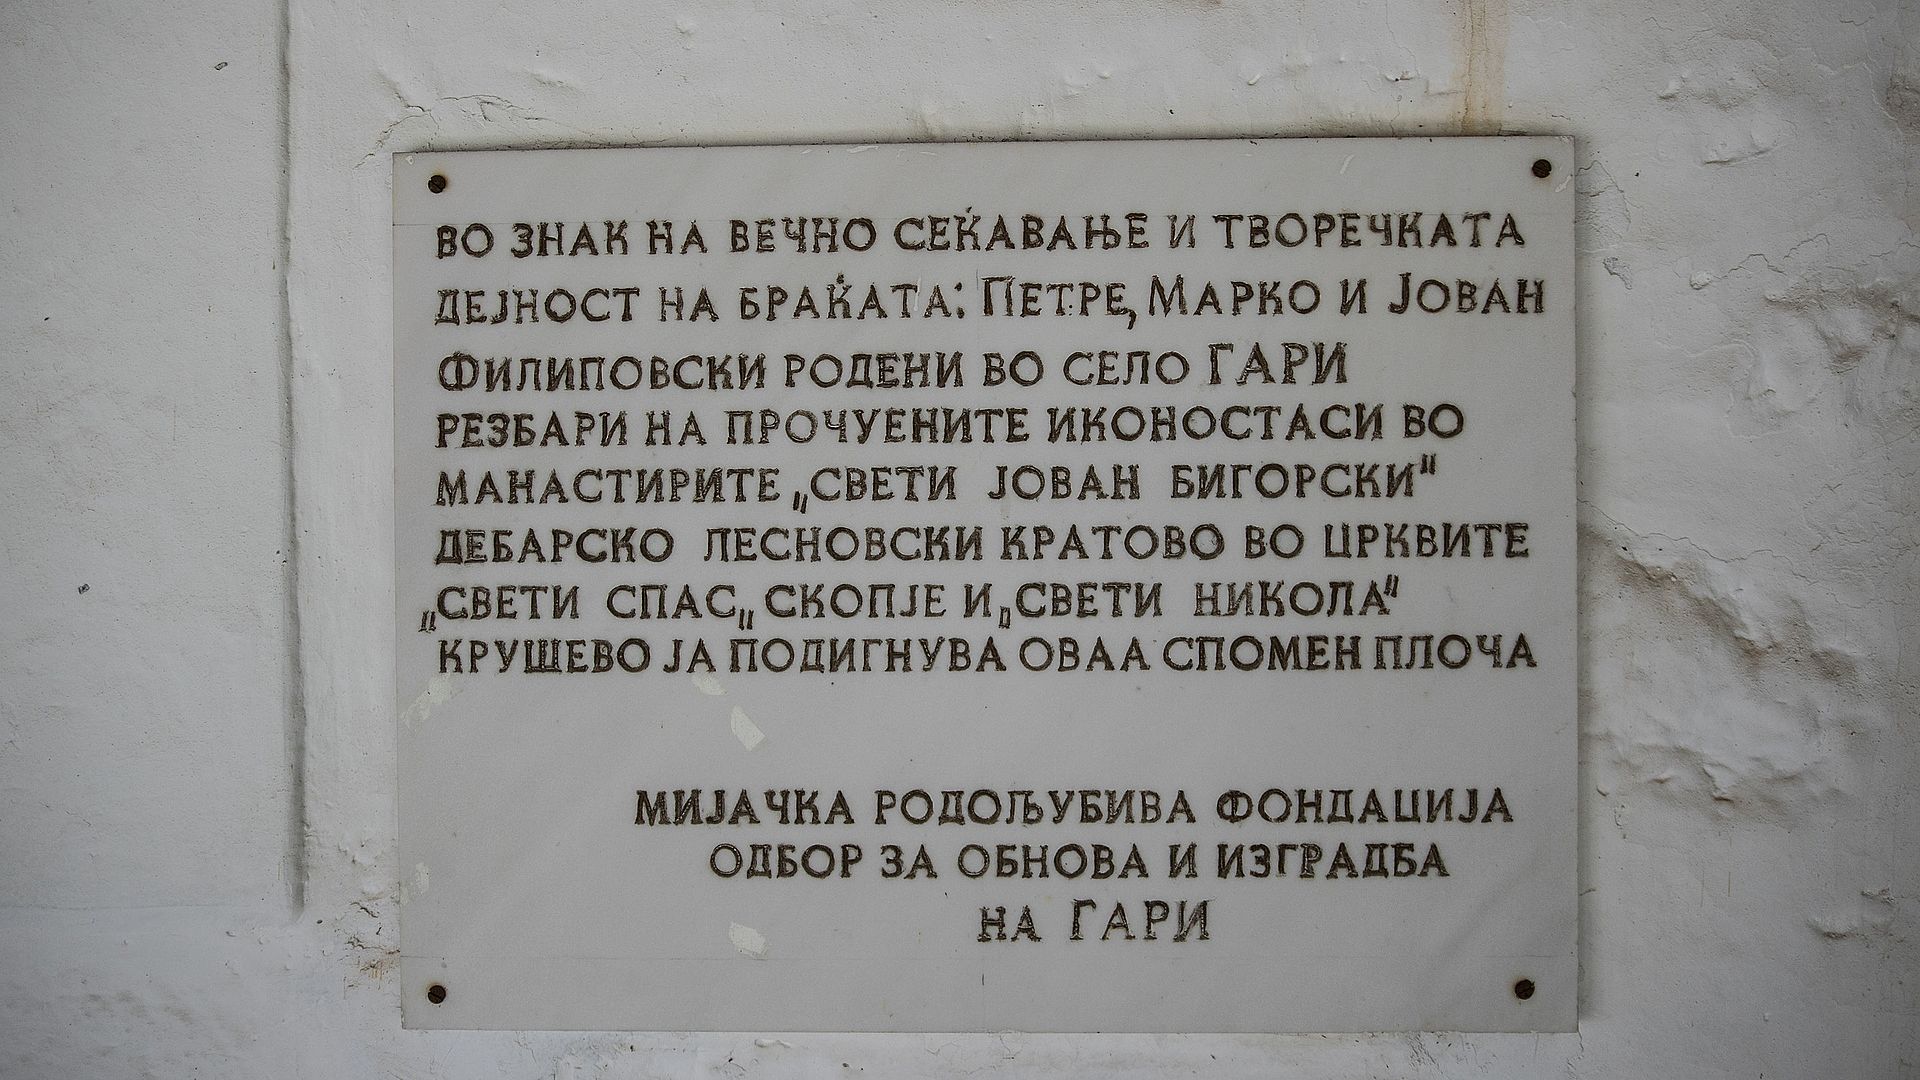 ВО ЗНАК НА ВЕЧНО СЕЌАВАЊЕ И ТВОРЕЧКАТА
ДЕЈНОСТ НА БРАЌАТА: ПЕТРЕ, МАРКО И ЈОВАН
ФИЛИПОВСКИ РОДЕНИ ВО СЕЛО ГАРИ
РЕЗБАРИ НА ПРОЧУЕНИТЕ ИКОНОСТАСИ ВО
МАНАСТИРИТЕ „СВЕТИ ЈОВАН БИГОРСКИ“
ДЕБАРСКО ЛЕСНОВСКИ КРАТОВО ВО ЦРКВИТЕ
„СВЕТИ СПАС„ СКОПЈЕ И „СВЕТИ НИКОЛА“
КРУШЕВО ЈА ПОДИГНУВА ОВАА СПОМЕН ПЛОЧА
МИЈАЧКА РОДОЉУБИВА ФОНДАЦИЈА
ОДБОР ЗА ОБНОВА И ИЗГРАДБА
НА ГАРИ